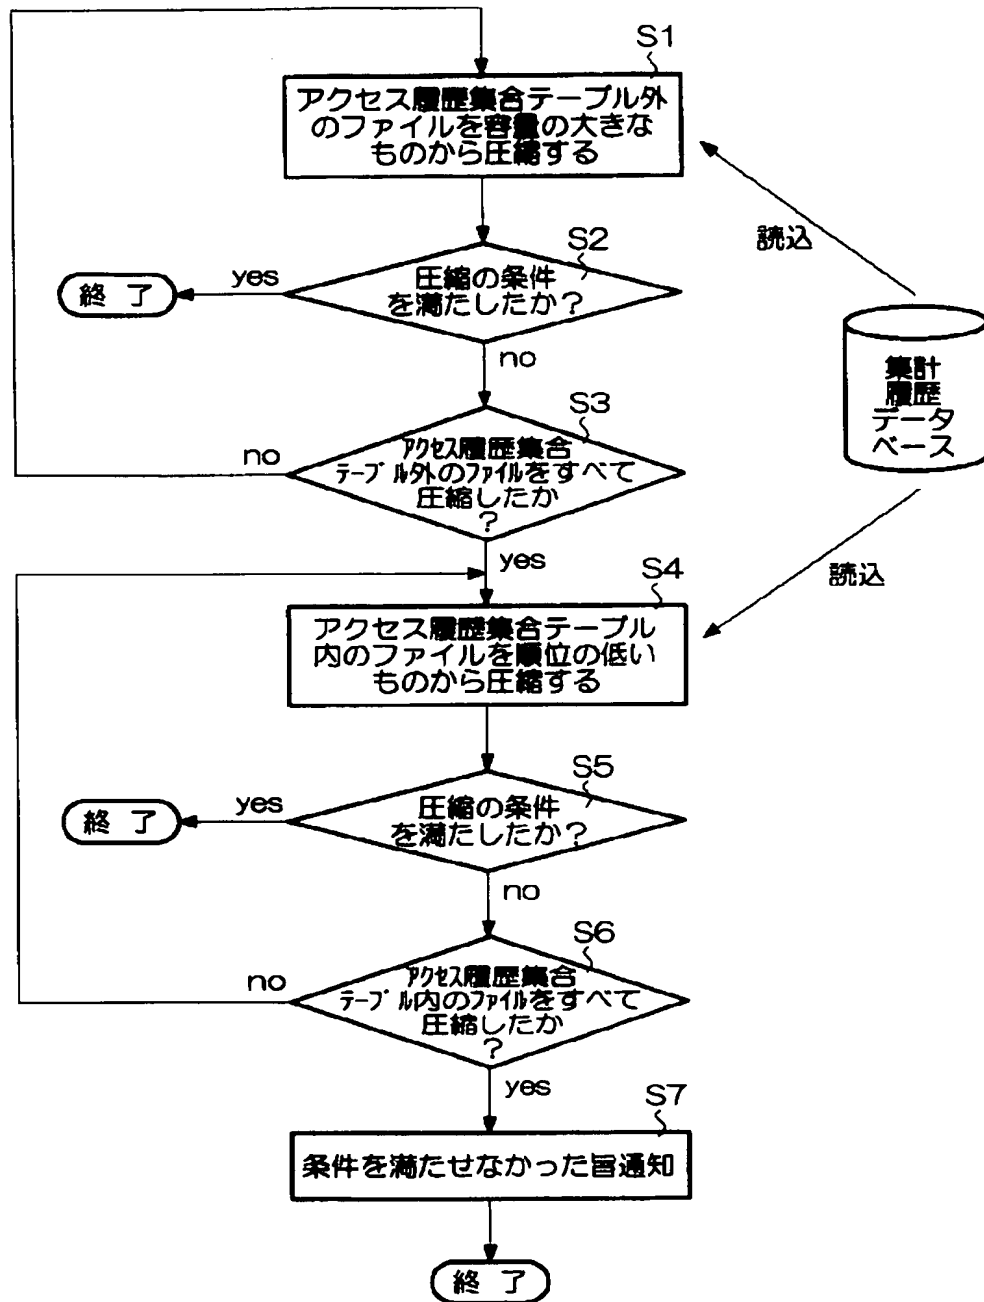 S1
アクセス履歴集合テーブル外
のファイルを容量の大きな
ものから圧縮する
読込
S2
圧縮の条件
を満たしたか？
yes
終 了
no
集計
履歴
データ
ベース
S3
アクセス履歴集合
テーブル外のファイルをすべて
圧縮したか
？
no
yes
読込
S4
アクセス履歴集合テーブル
内のファイルを順位の低い
ものから圧縮する
S5
圧縮の条件
を満たしたか？
yes
終 了
no
S6
アクセス履歴集合
テーブル内のファイルをすべて
圧縮したか
？
no
yes
S7
条件を満たせなかった旨通知
終 了